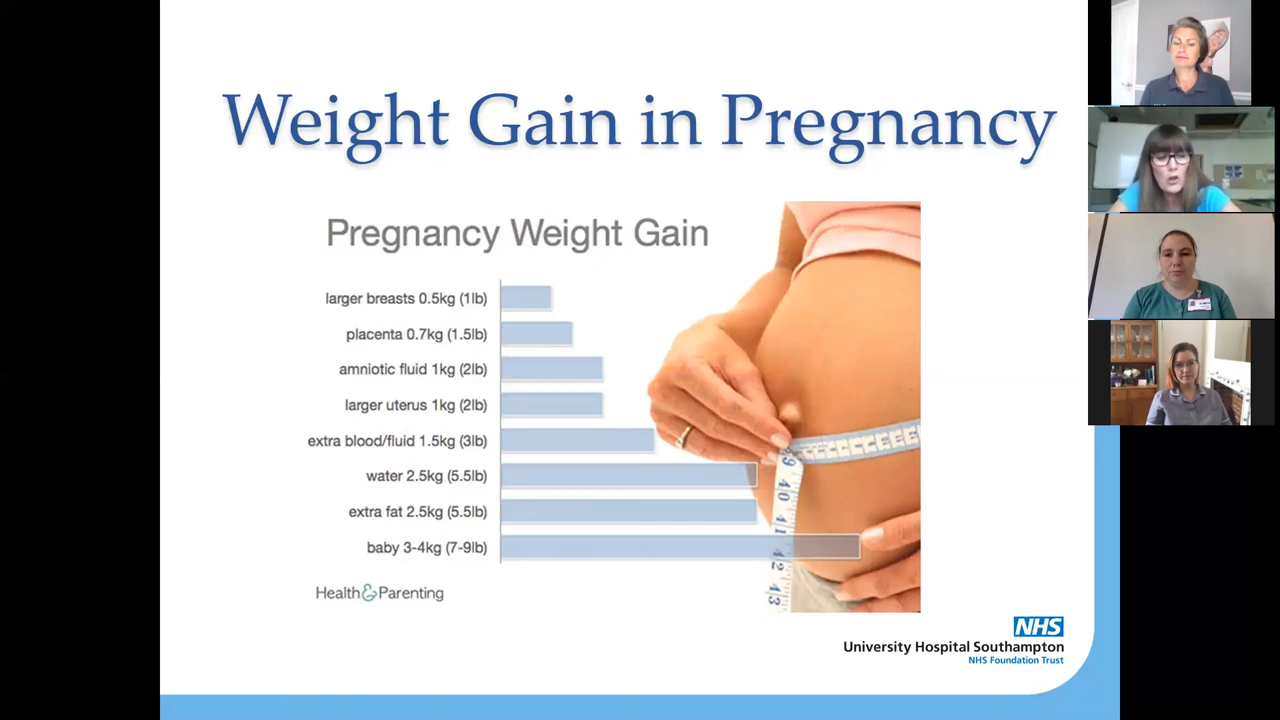 Weight Gain in Pregnancy
Pregnancy Weight Gain
larger breasts 0.5kg (1lb)
placenta 0.7kg (1.5lb)
amniotic fluid 1kg (2lb)
larger uterus 1kg (2lb)
extra blood/fluid 1.5kg (3lb)
water 2.5kg (5.5lb)
extra fat 2.5kg (5.5lb)
baby 3-4kg (7-9lb)
Health&Parenting
NHS
University Hospital Southampton
NHS Foundation Trust